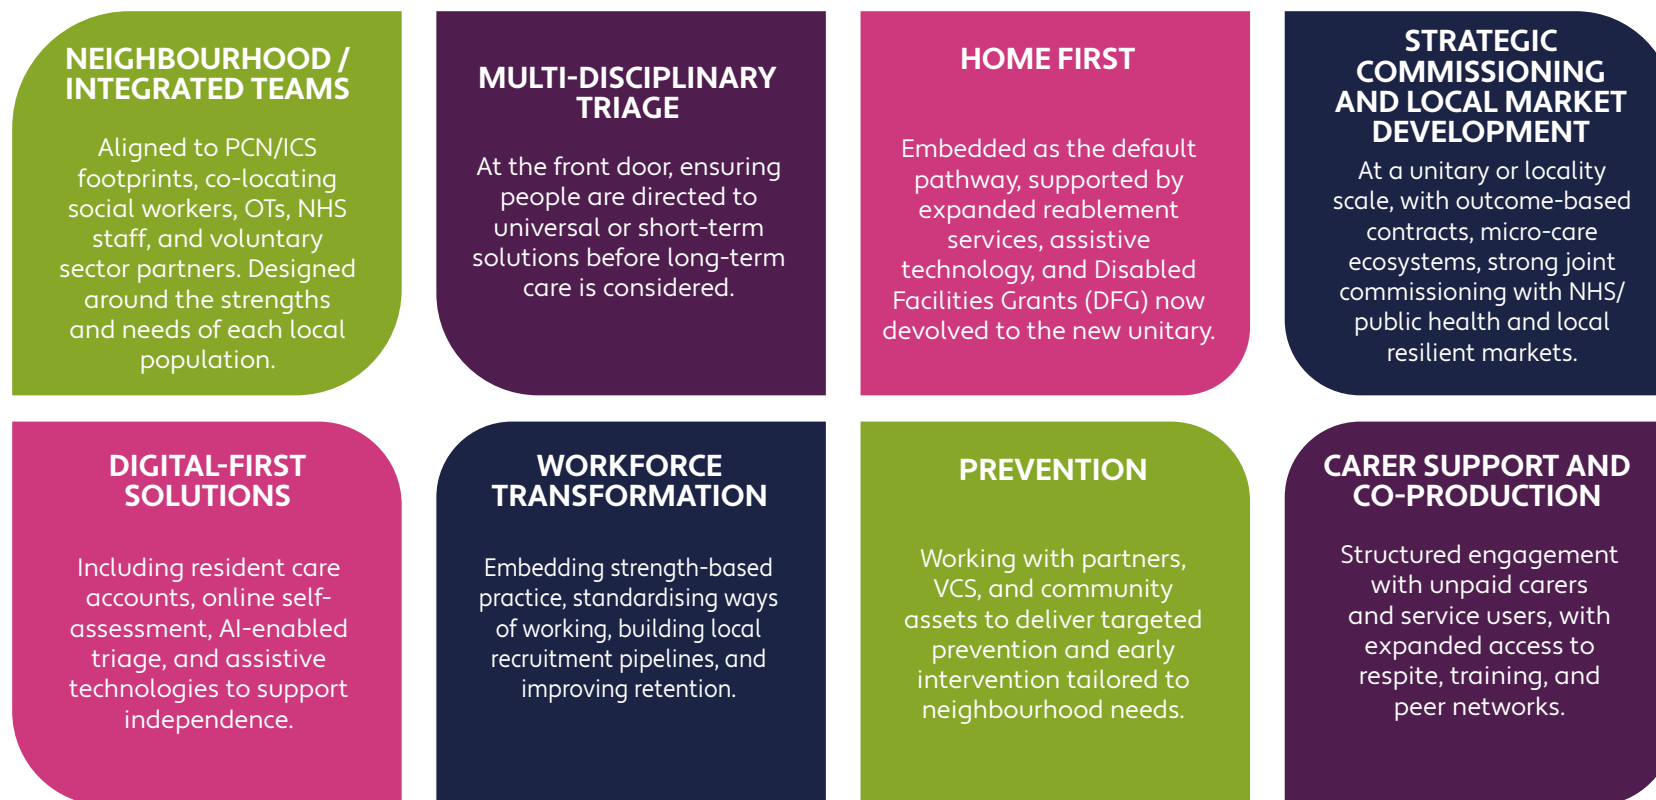 NEIGHBOURHOOD /
INTEGRATED TEAMS
Aligned to PCN/ICS
footprints, co-locating
social workers, OTs, NHS
staff, and voluntary
sector partners. Designed
around the strengths
and needs of each local
population.
MULTI-DISCIPLINARY
TRIAGE
At the front door, ensuring
people are directed to
universal or short-term
solutions before long-term
care is considered.
HOME FIRST
Embedded as the default
pathway, supported by
expanded reablement
services, assistive
technology, and Disabled
Facilities Grants (DFG) now
devolved to the new unitary.
STRATEGIC
COMMISSIONING
AND LOCAL MARKET
DEVELOPMENT
At a unitary or locality
scale, with outcome-based
contracts, micro-care
ecosystems, strong joint
commissioning with NHS/
public health and local
resilient markets.
DIGITAL-FIRST
SOLUTIONS
Including resident care
accounts, online self-
assessment, AI-enabled
triage, and assistive
technologies to support
independence.
WORKFORCE
TRANSFORMATION
Embedding strength-based
practice, standardising ways
of working, building local
recruitment pipelines, and
improving retention.
PREVENTION
Working with partners,
VCS, and community
assets to deliver targeted
prevention and early
intervention tailored to
neighbourhood needs.
CARER SUPPORT AND
CO-PRODUCTION
Structured engagement
with unpaid carers
and service users, with
expanded access to
respite, training, and
peer networks.